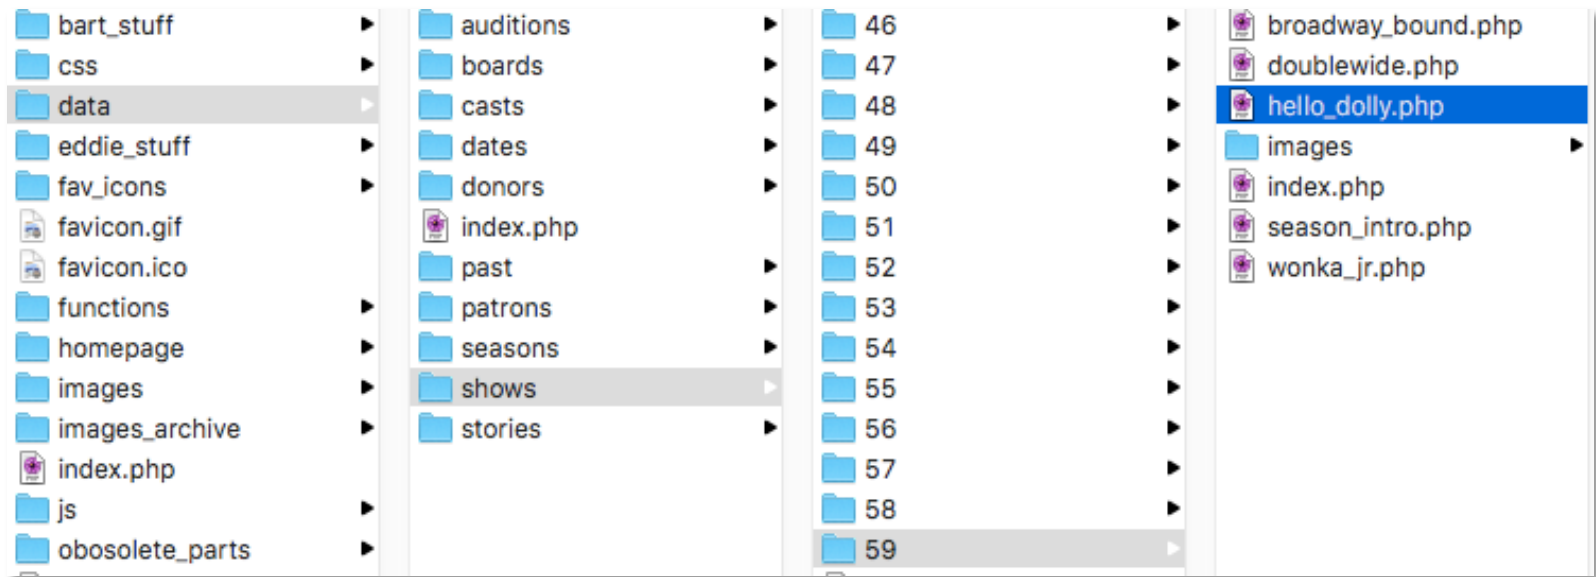 bart_stuff
css
data
eddie_stuff
fav_icons
favicon.gif
favicon.ico
functions
homepage
images
images_archive
index.php
js
obosolete_parts
auditions
boards
casts
dates
donors
index.php
past
patrons
seasons
shows
stories
46
47
48
49
50
51
52
53
54
55
56
57
58
59
broadway_bound.php
doublewide.php
hello_dolly.php
images
index.php
season_intro.php
wonka_jr.php